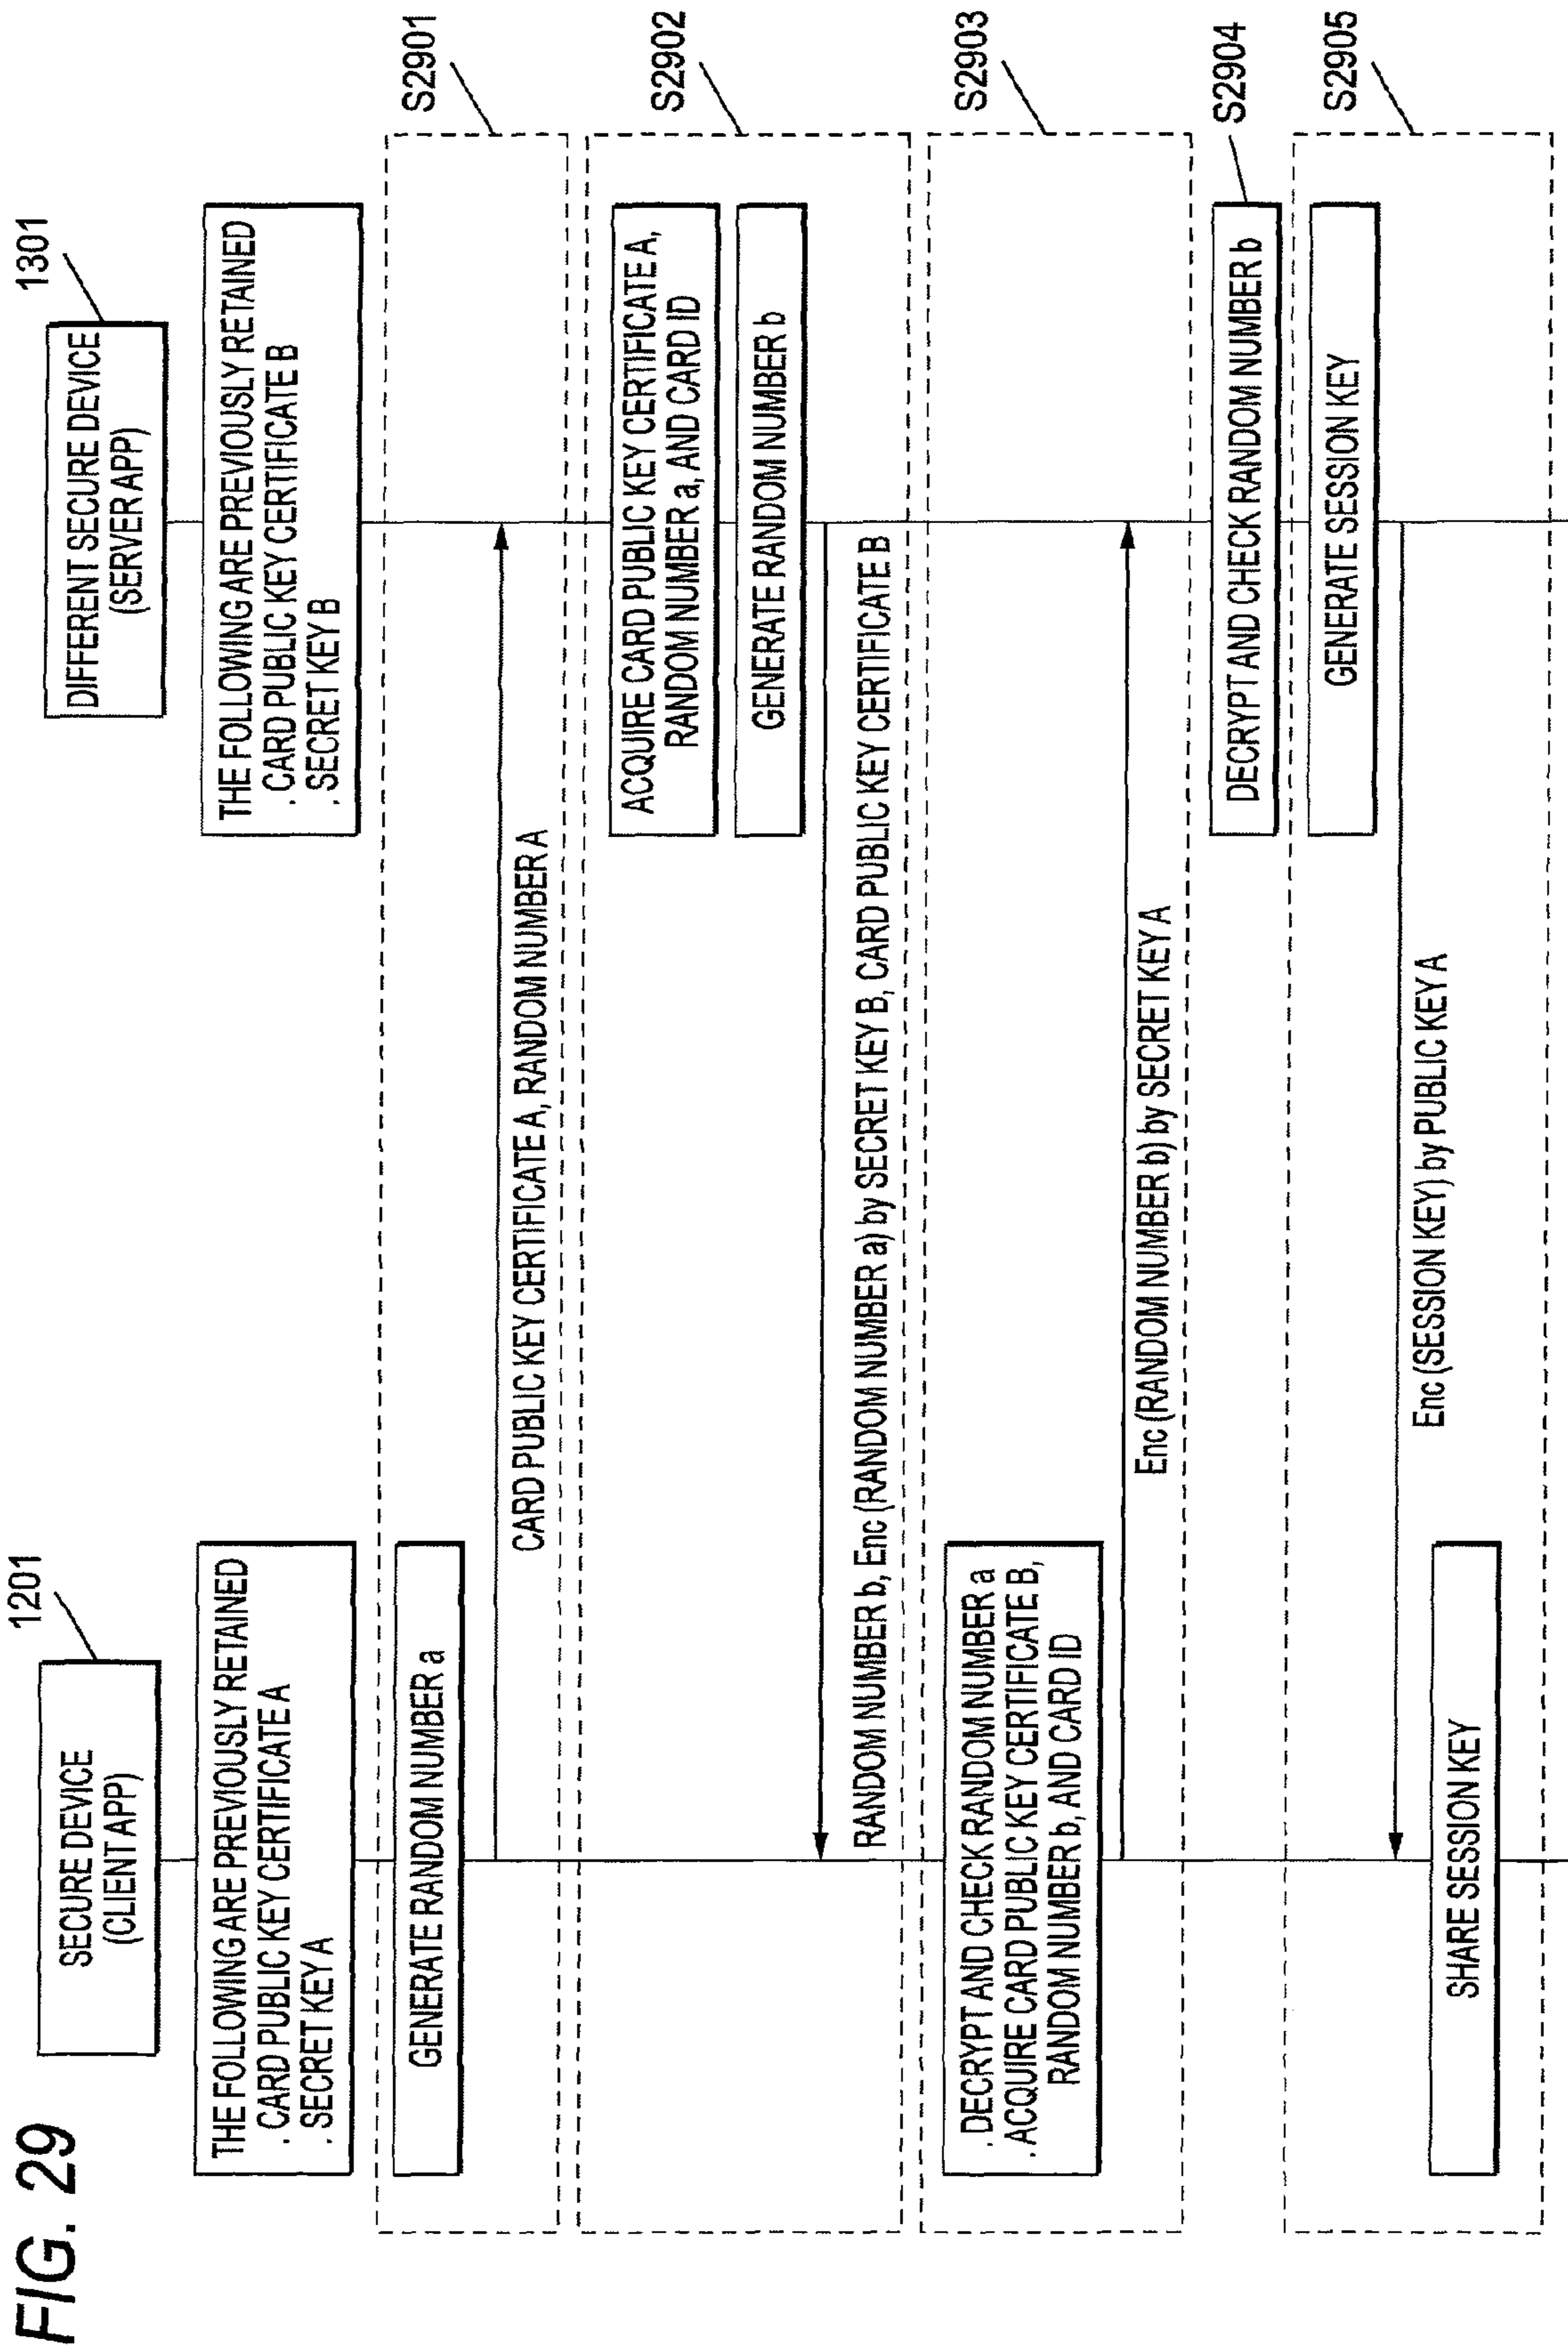 FIG. 29
1201
SECURE DEVICE
(CLIENT APP)
1301
DIFFERENT SECURE DEVICE
(SERVER APP)
THE FOLLOWING ARE PREVIOUSLY RETAINED
. CARD PUBLIC KEY CERTIFICATE A
. SECRET KEY A
THE FOLLOWING ARE PREVIOUSLY RETAINED
. CARD PUBLIC KEY CERTIFICATE B
. SECRET KEY B
S2901
GENERATE RANDOM NUMBER a
CARD PUBLIC KEY CERTIFICATE A, RANDOM NUMBER A
S2902
ACQUIRE CARD PUBLIC KEY CERTIFICATE A,
RANDOM NUMBER a, AND CARD ID
GENERATE RANDOM NUMBER b
RANDOM NUMBER b, Enc (RANDOM NUMBER a) by SECRET KEY B, CARD PUBLIC KEY CERTIFICATE B
S2903
. DECRYPT AND CHECK RANDOM NUMBER a
. ACQUIRE CARD PUBLIC KEY CERTIFICATE B,
RANDOM NUMBER b, AND CARD ID
Enc (RANDOM NUMBER b) by SECRET KEY A
S2904
DECRYPT AND CHECK RANDOM NUMBER b
S2905
GENERATE SESSION KEY
Enc (SESSION KEY) by PUBLIC KEY A
SHARE SESSION KEY